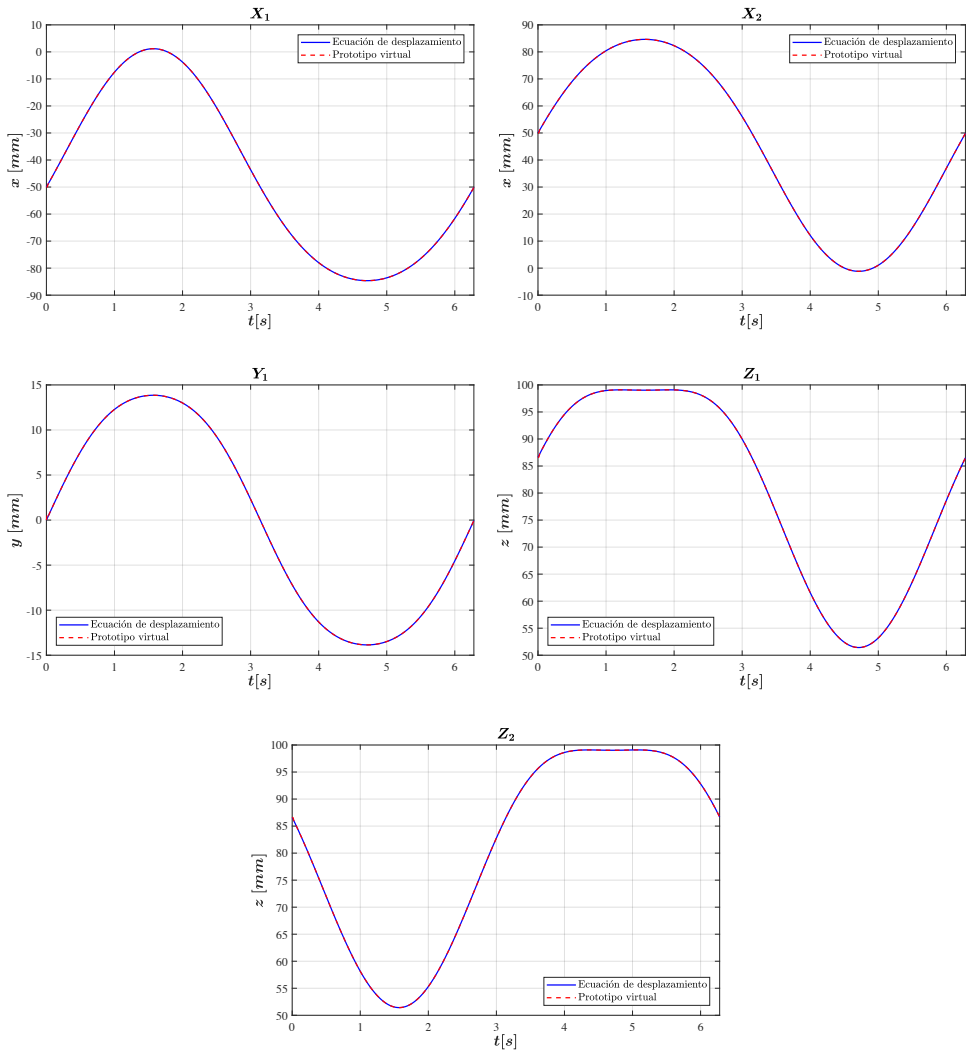 X₁
Ecuación de desplazamiento
Prototipo virtual
10
0
-10
-20
-30
-40
-50
-60
-70
-80
-90
x [mm]
0 1 2 3 4 5 6
t[s]
X₂
Ecuación de desplazamiento
Prototipo virtual
90
80
70
60
50
40
30
20
10
0
-10
x [mm]
0 1 2 3 4 5 6
t[s]
Y₁
15
10
5
0
-5
-10
-15
y [mm]
Ecuación de desplazamiento
Prototipo virtual
0 1 2 3 4 5 6
t[s]
Z₁
100
95
90
85
80
75
70
65
60
55
50
z [mm]
Ecuación de desplazamiento
Prototipo virtual
0 1 2 3 4 5 6
t[s]
Z₂
100
95
90
85
80
75
70
65
60
55
50
z [mm]
Ecuación de desplazamiento
Prototipo virtual
0 1 2 3 4 5 6
t[s]